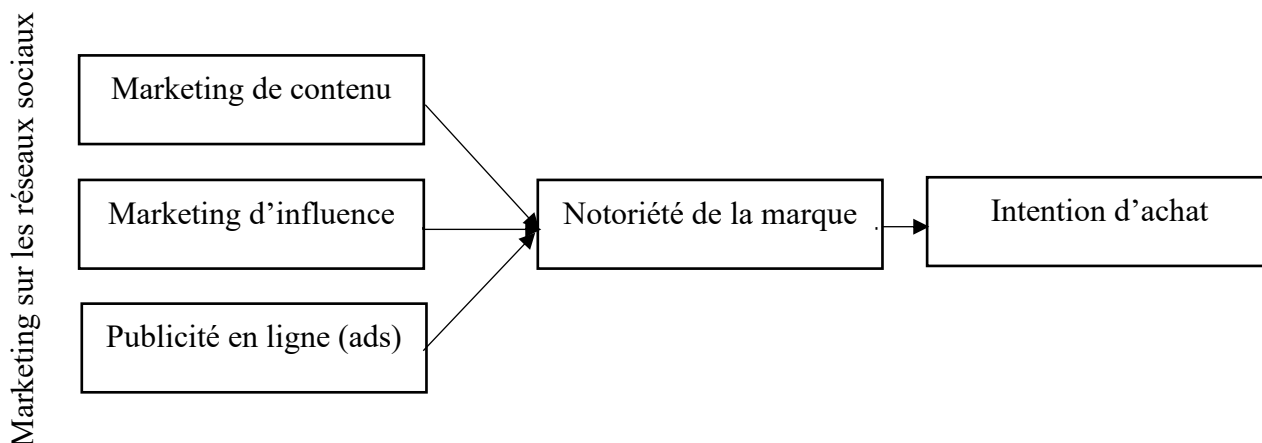 Marketing sur les réseaux sociaux
Marketing de contenu
Marketing d’influence
Publicité en ligne (ads)
Notoriété de la marque
.
Intention d’achat